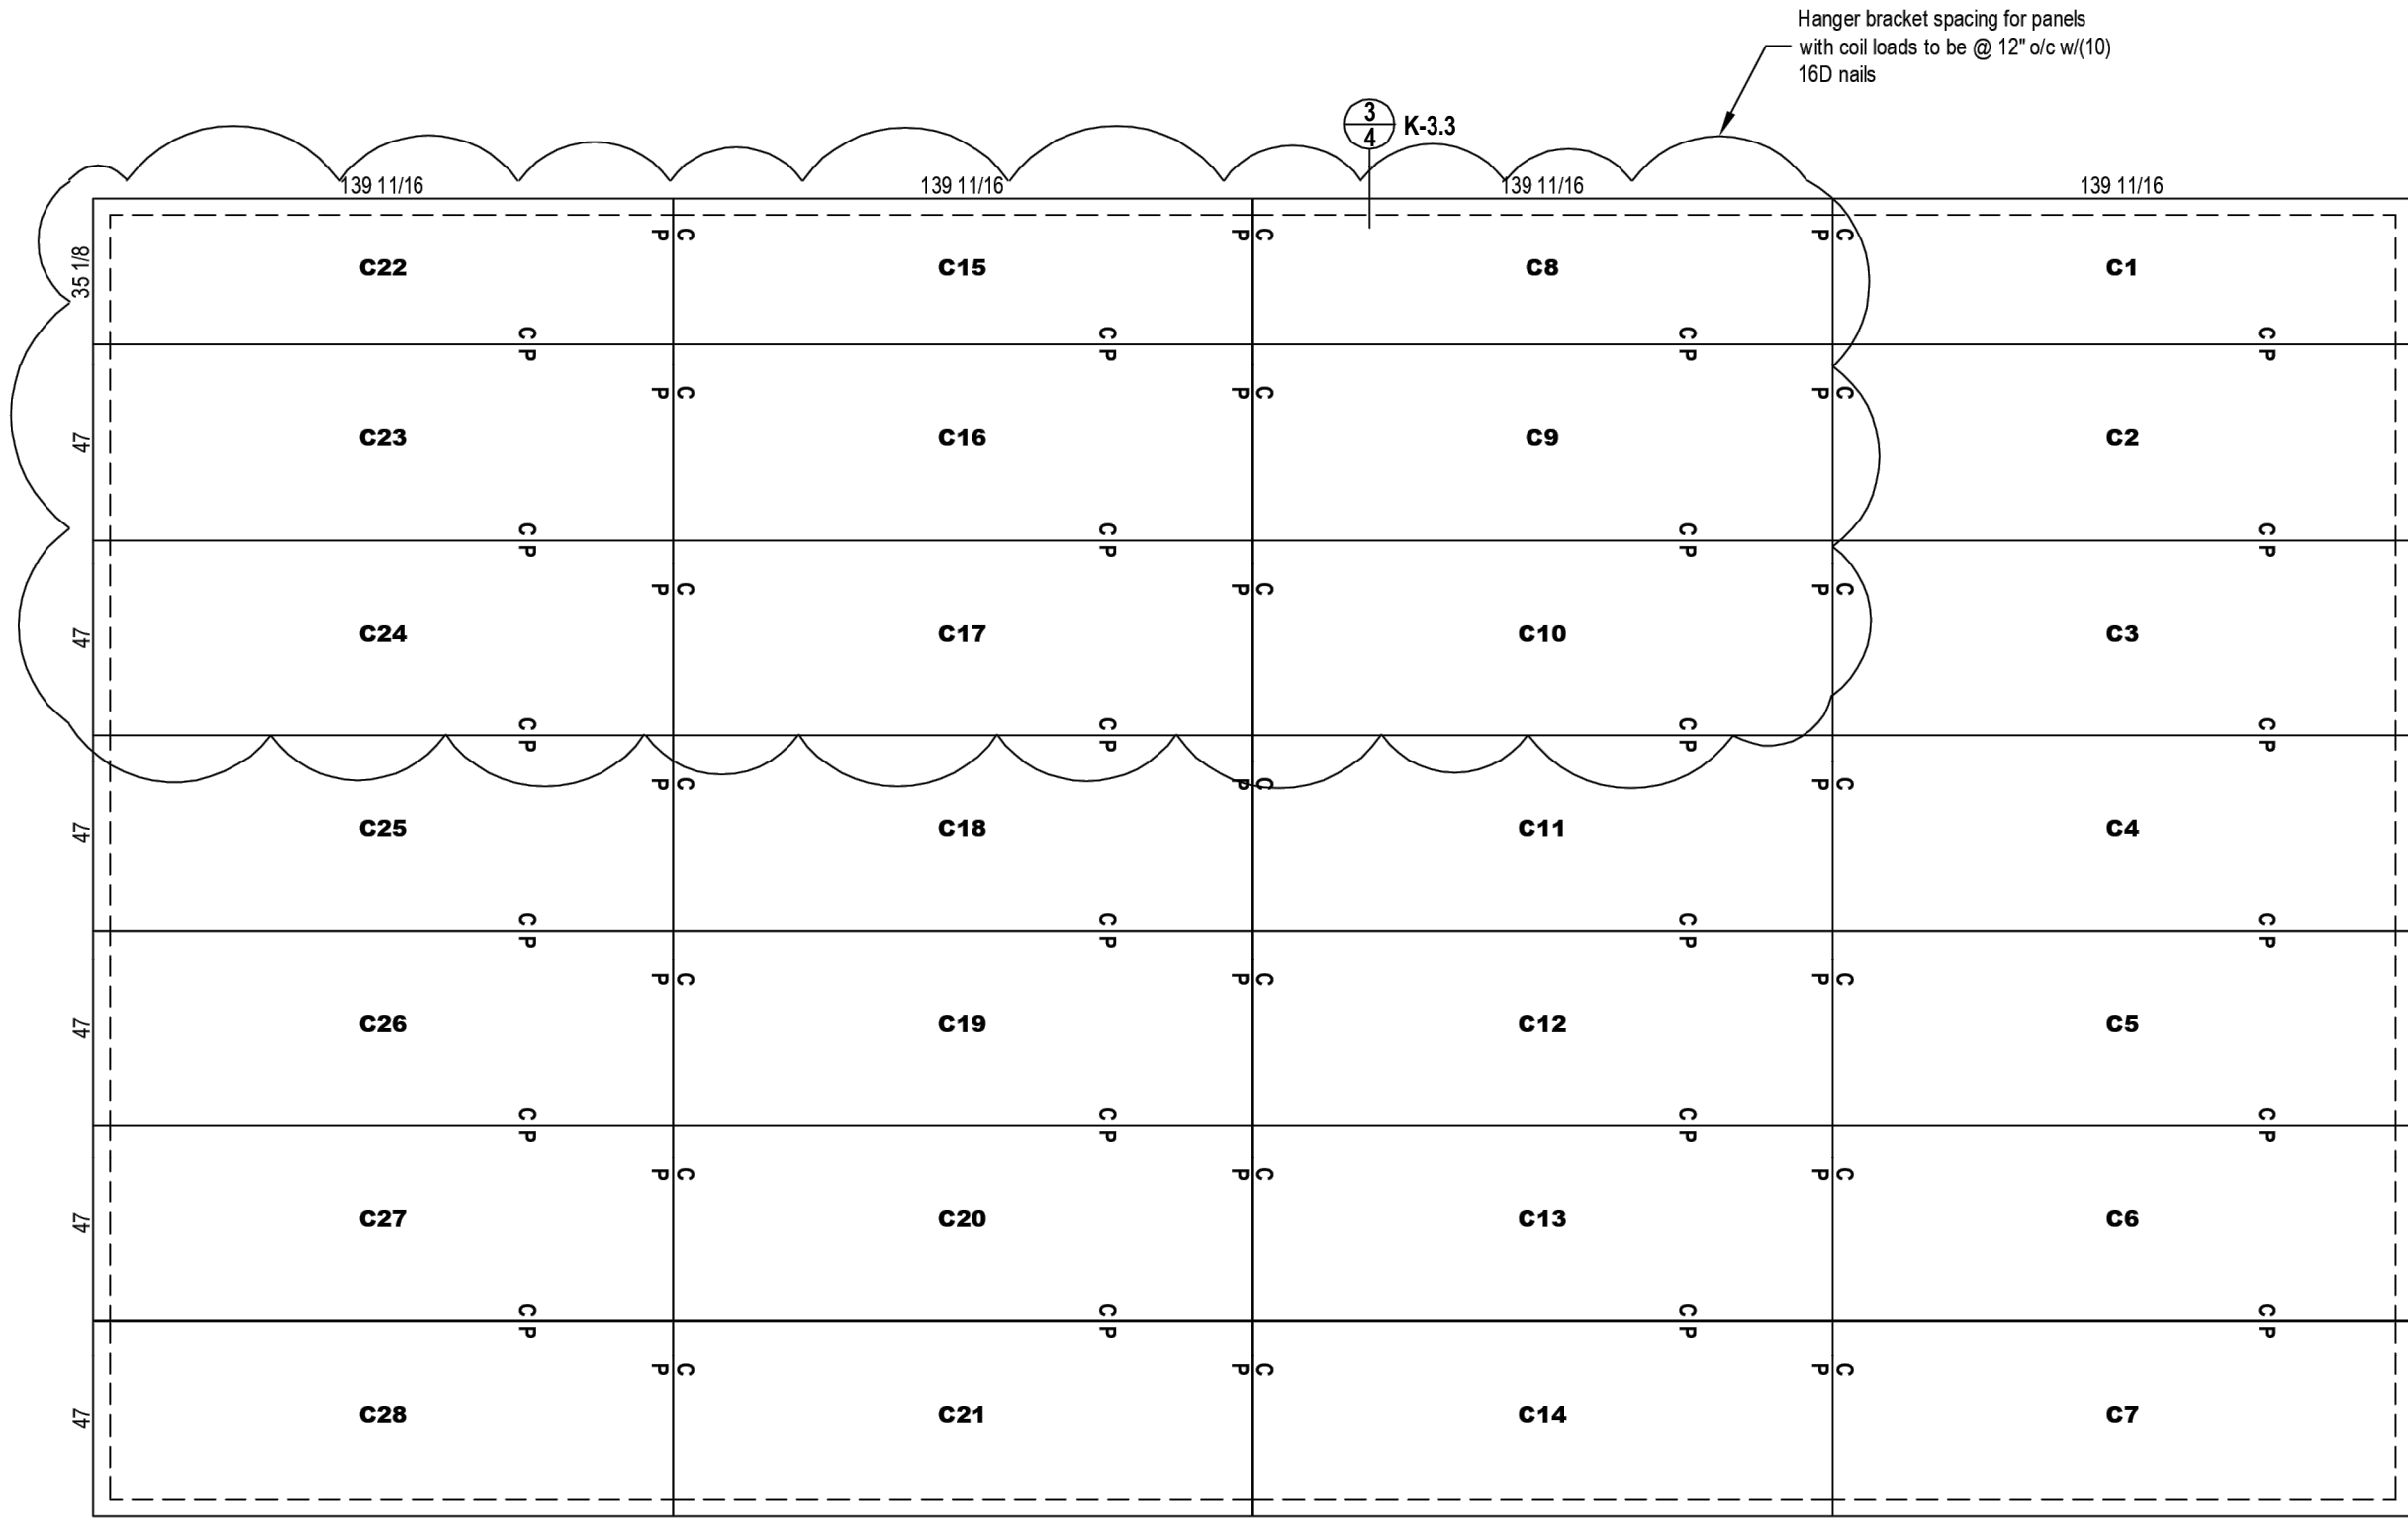 Hanger bracket spacing for panels
with coil loads to be @ 12" o/c w/(10)
16D nails
3
4
K-3.3
139 11/16
139 11/16
139 11/16
139 11/16
35 1/8
C22
P C
C15
P C
C8
P C
C1
C P
C P
C P
C P
47
C23
P C
C16
P C
C9
P C
C2
C P
C P
C P
C P
47
C24
P C
C17
P C
C10
P C
C3
C P
C P
C P
C P
47
C25
P C
C18
P C
C11
P C
C4
C P
C P
C P
C P
47
C26
P C
C19
P C
C12
P C
C5
C P
C P
C P
C P
47
C27
P C
C20
P C
C13
P C
C6
C P
C P
C P
C P
47
C28
P C
C21
P C
C14
P C
C7